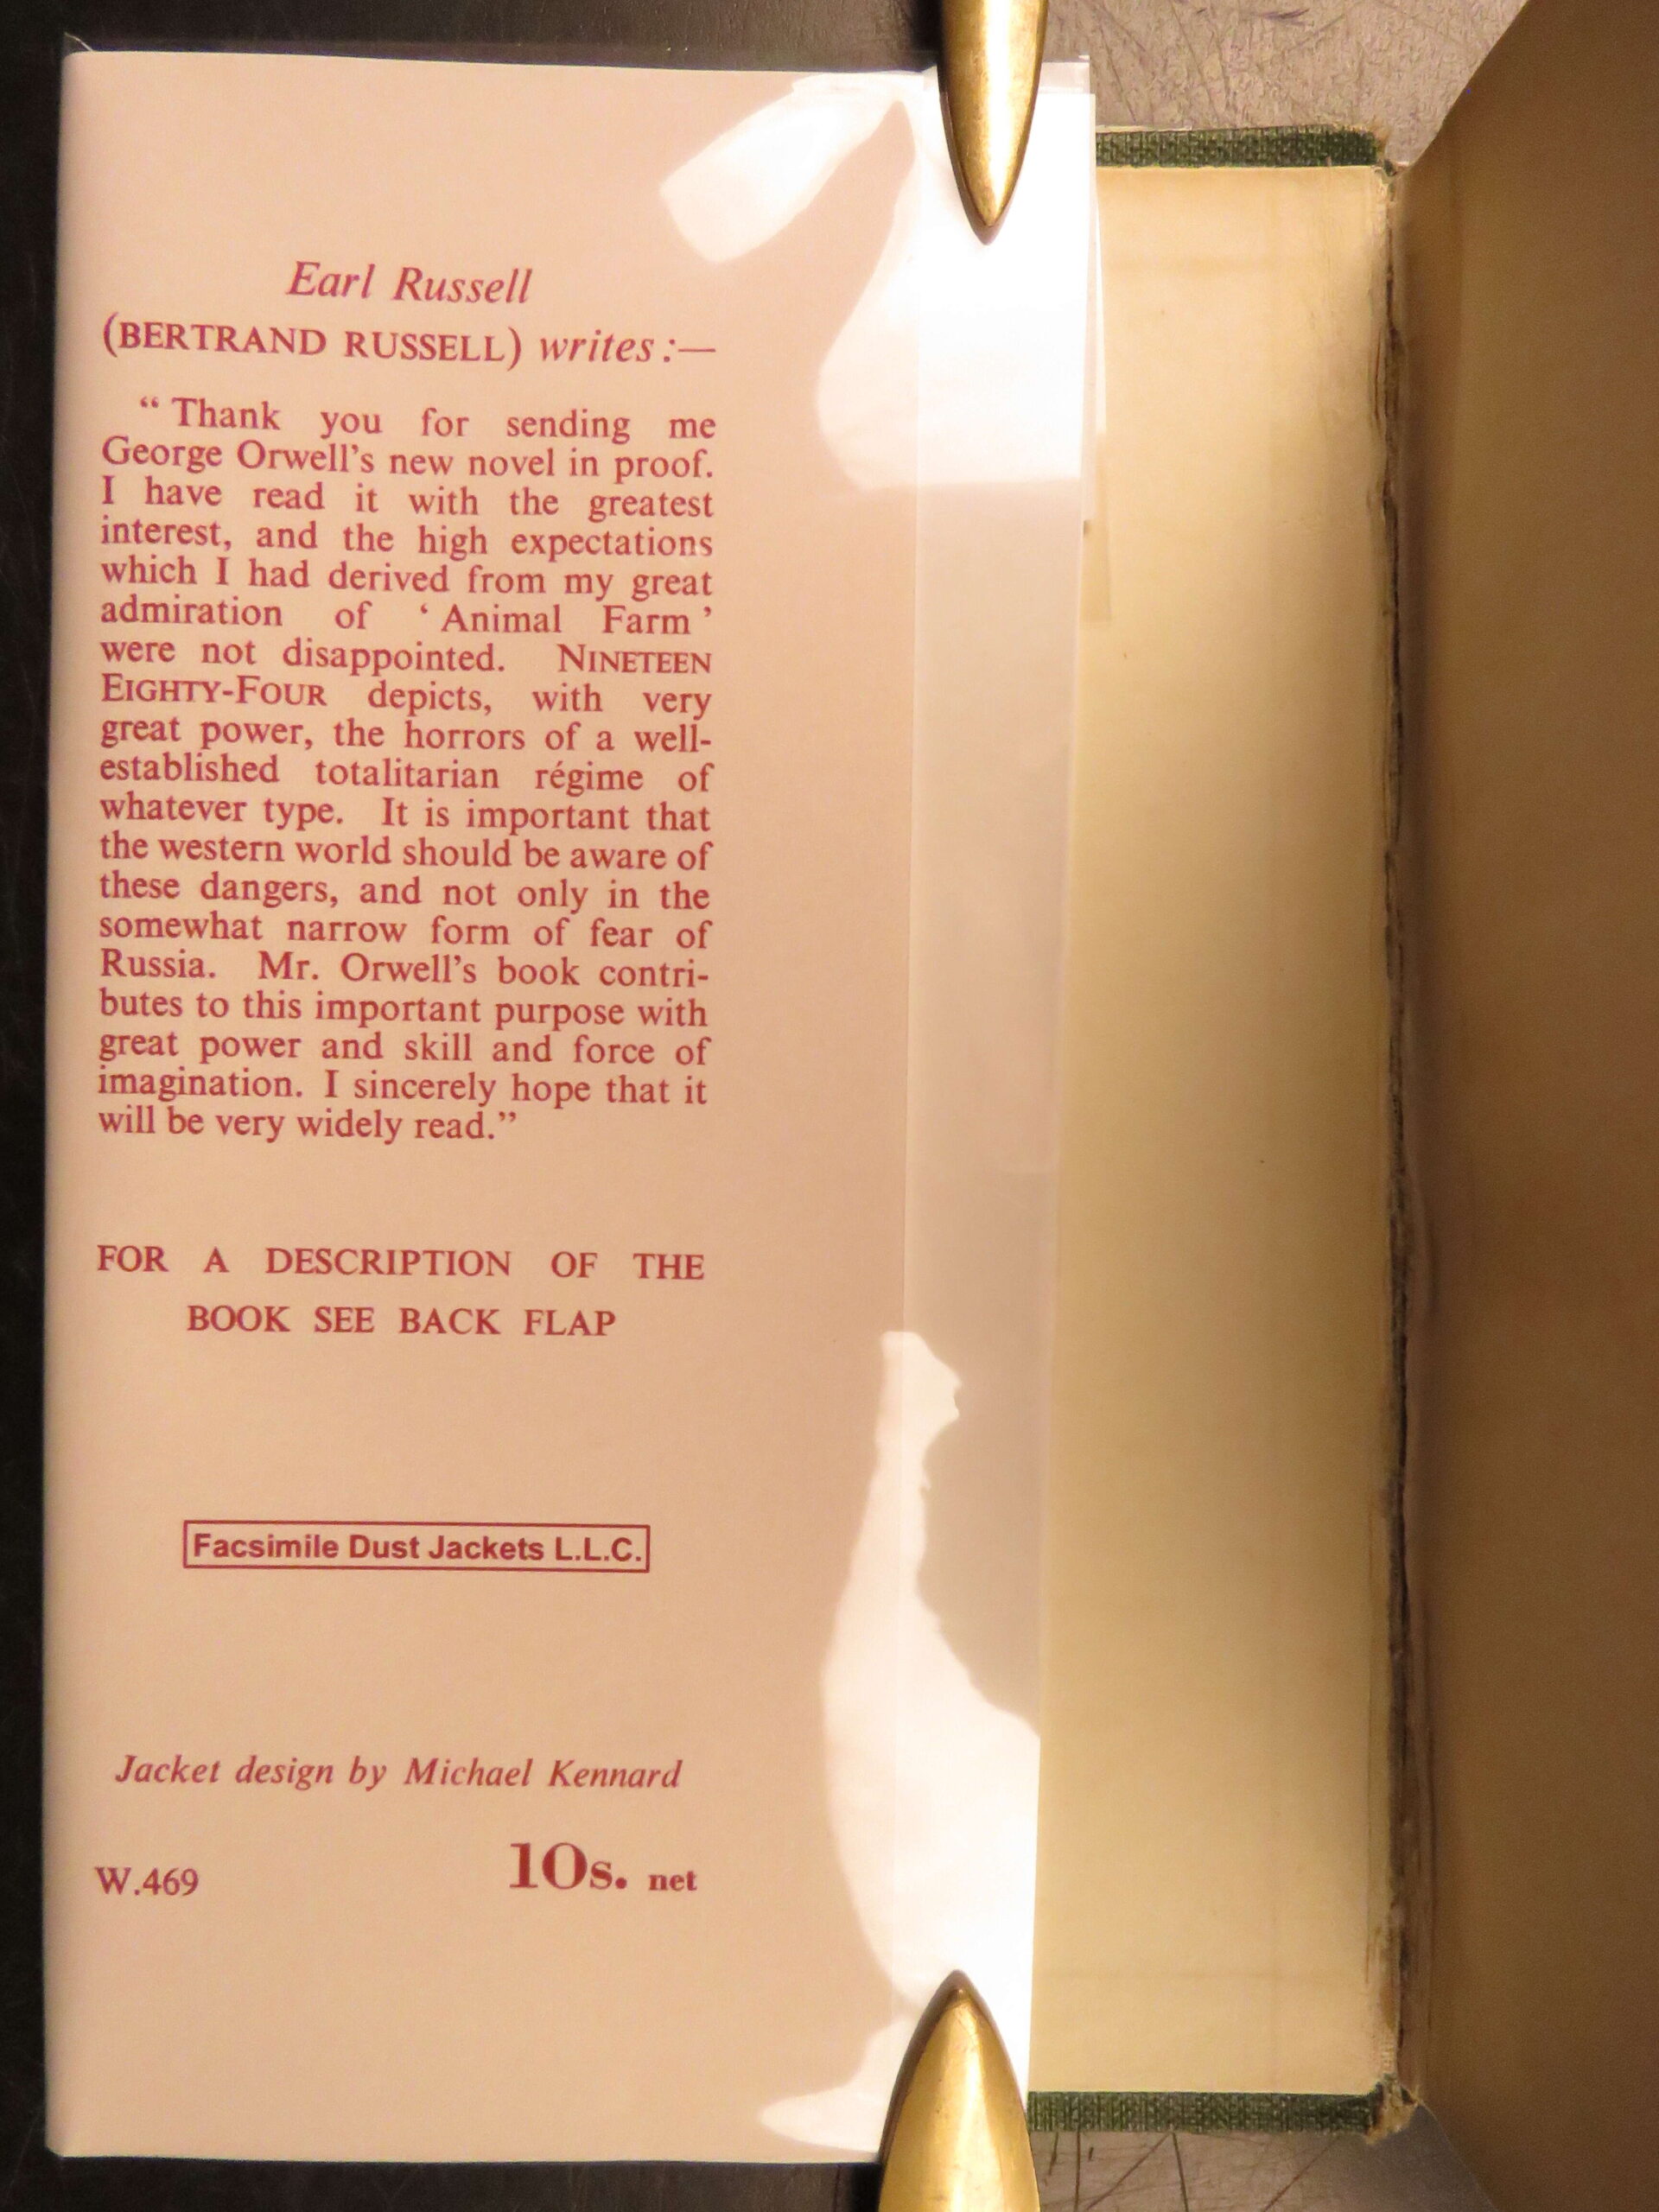 Earl Russell
(BERTRAND RUSSELL) writes :—
“ Thank you for sending me
George Orwell’s new novel in proof.
I have read it with the greatest
interest, and the high expectations
which I had derived from my great
admiration of ‘ Animal Farm ’
were not disappointed. NINETEEN
EIGHTY-FOUR depicts, with very
great power, the horrors of a well-
established totalitarian régime of
whatever type. It is important that
the western world should be aware of
these dangers, and not only in the
somewhat narrow form of fear of
Russia. Mr. Orwell’s book contri-
butes to this important purpose with
great power and skill and force of
imagination. I sincerely hope that it
will be very widely read.”
FOR A DESCRIPTION OF THE
BOOK SEE BACK FLAP
Facsimile Dust Jackets L.L.C.
Jacket design by Michael Kennard
W.469 10s. net